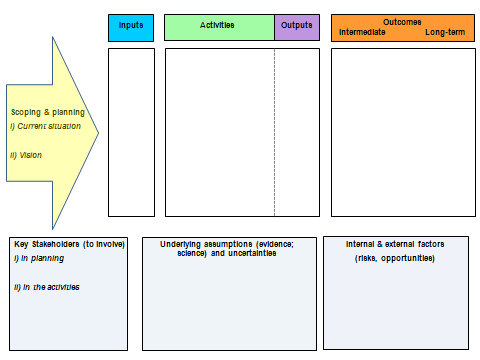 Inputs
Activities
Outputs
Outcomes
Intermediate Long-term
Scoping & planning
i) Current situation
ii) Vision
Key Stakeholders (to involve)
i) In planning
ii) In the activities
Underlying assumptions (evidence;
science) and uncertainties
Internal & external factors
(risks, opportunities)